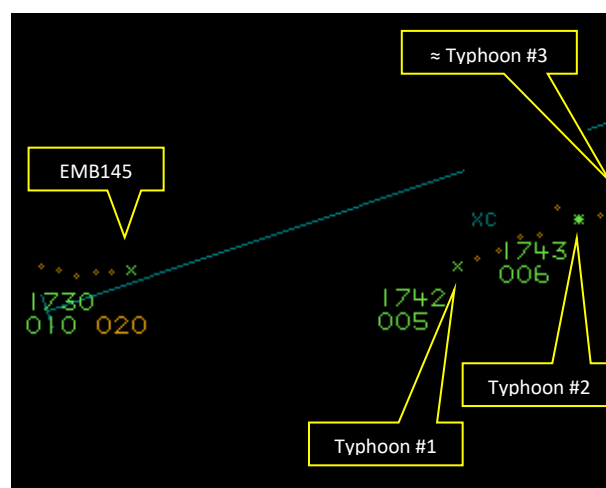 ≈ Typhoon #3
EMB145
XC
1743
006
1730
010 020
1742
005
Typhoon #2
Typhoon #1